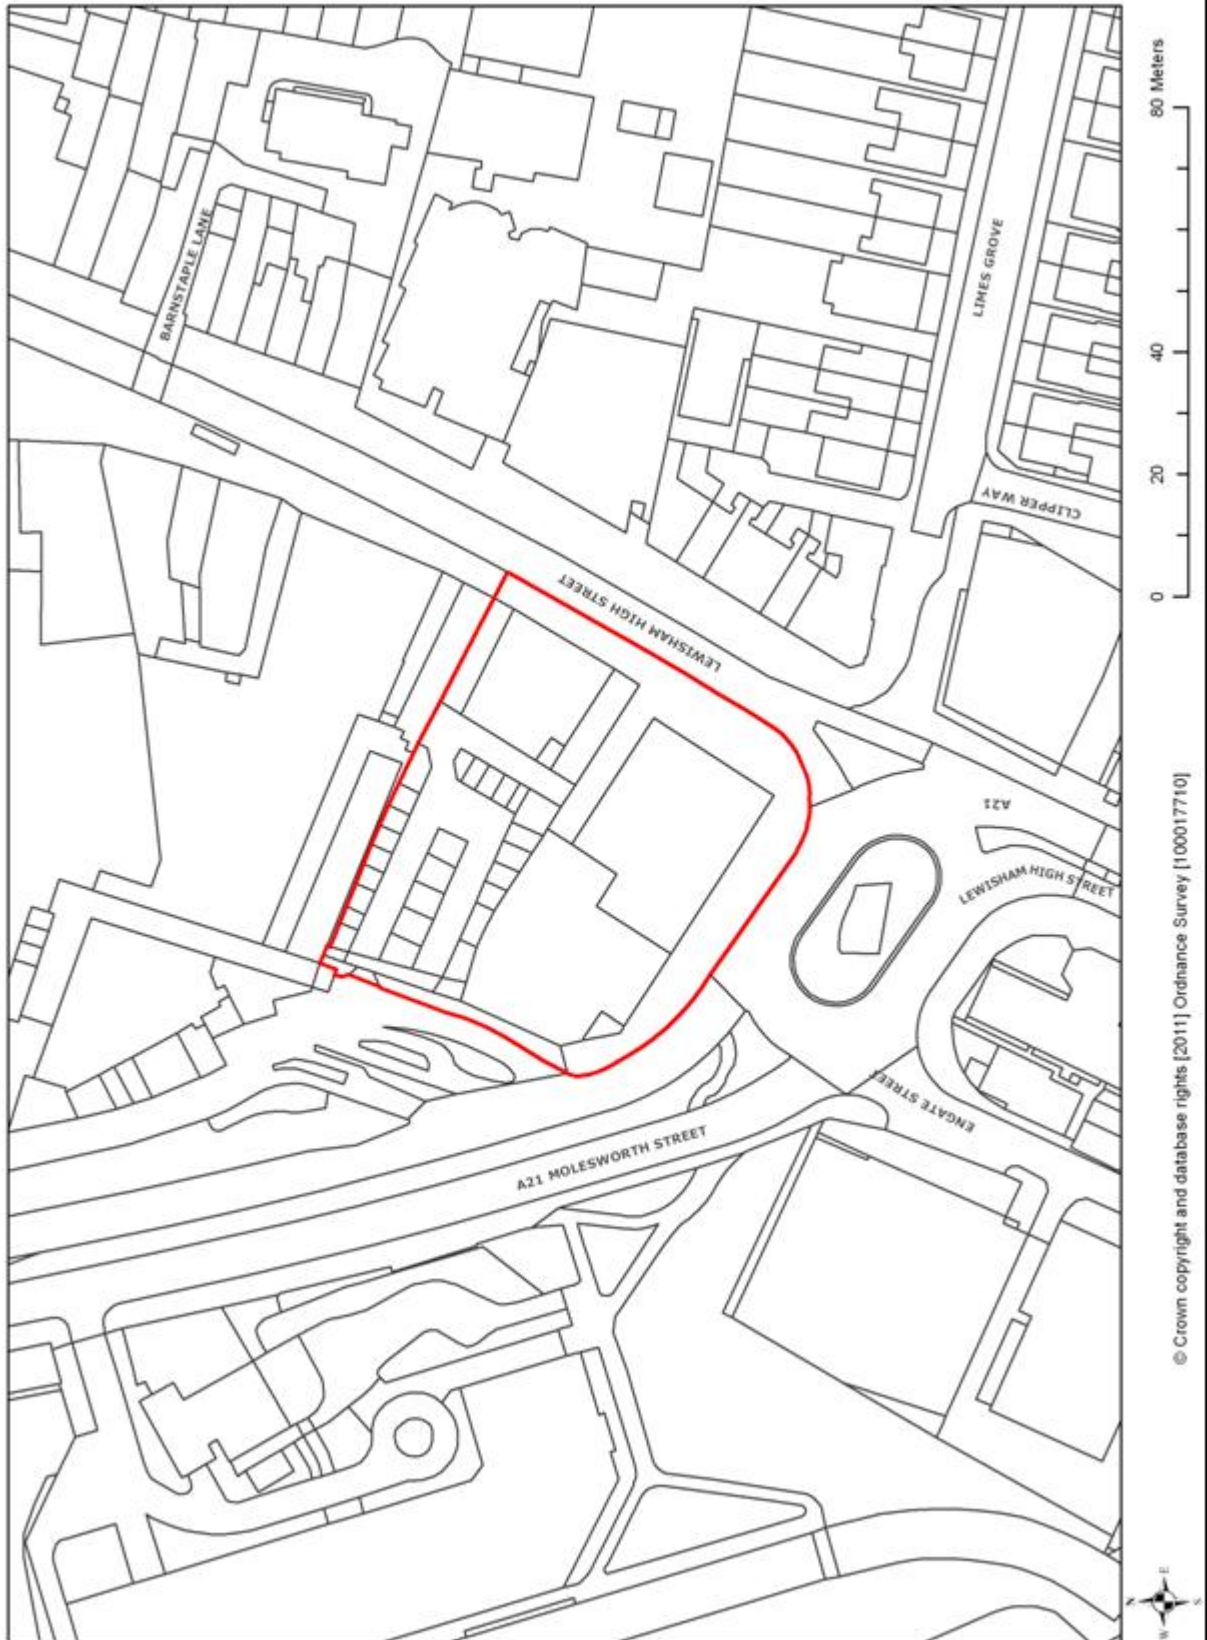 BARNSTAPLE LANE
LIMES GROVE
CLIPPER WAY
LEWISHAM HIGH STREET
A21
LEWISHAM HIGH STREET
ENGATE STREET
A21 MOLESWORTH STREET
0 20 40 80 Meters
© Crown copyright and database rights [2011] Ordnance Survey [100017710]
N
W E
S